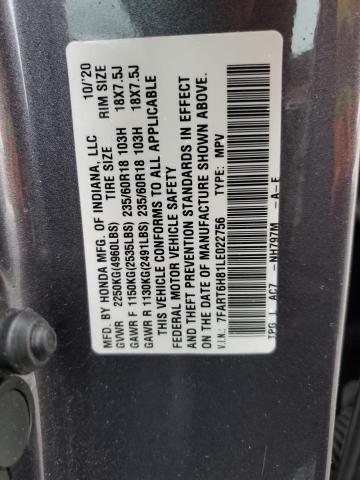 MFD. BY HONDA MFG. OF INDIANA, LLC 10/'20
TIRE SIZE RIM SIZE
GVWR 2250KG(4960LBS)
GAWR F 1150KG(2535LBS) 235/60R18 103H 18X7.5J
GAWR R 1130KG(2491LBS) 235/60R18 103H 18X7.5J
THIS VEHICLE CONFORMS TO ALL APPLICABLE
FEDERAL MOTOR VEHICLE SAFETY
AND THEFT PREVENTION STANDARDS IN EFFECT
ON THE DATE OF MANUFACTURE SHOWN ABOVE.
V.I.N.: 7FART6H81LE022756 TYPE: MPV
TPG L AC7 -NH797M -A-E